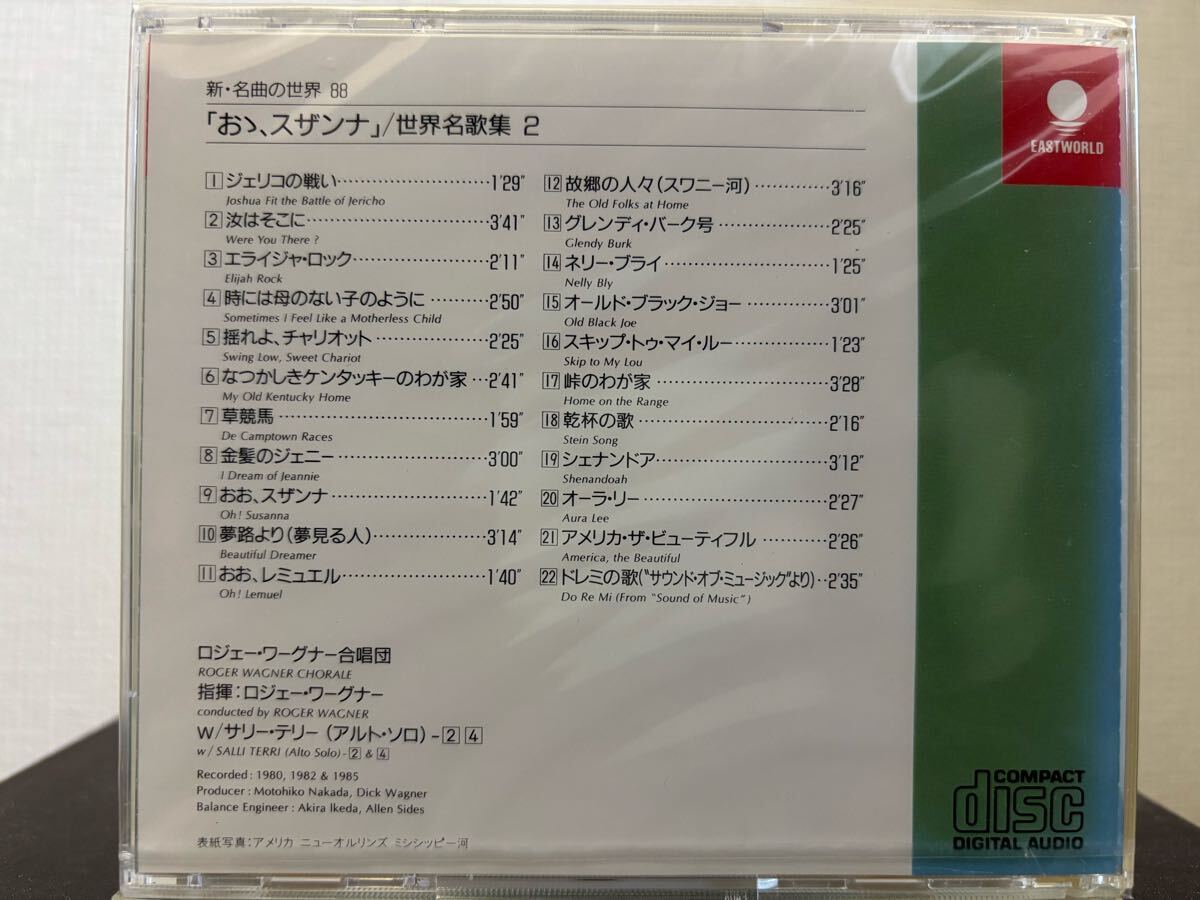 新・名曲の世界 88
「おゝ、スザンナ」/世界名歌集 2
1 ジェリコの戦い……………………1'29"
Joshua Fit the Battle of Jericho
2 汝はそこに……………………3'41"
Were You There ?
3 エライジャ・ロック……………………2'11"
Elijah Rock
4 時には母のない子のように………2'50"
Sometimes I Feel Like a Motherless Child
5 揺れよ、チャリオット……………2'25"
Swing Low, Sweet Chariot
6 なつかしきケンタッキーのわが家…2'41"
My Old Kentucky Home
7 草競馬……………………1'59"
De Camptown Races
8 金髪のジェニー……………………3'00"
I Dream of Jeannie
9 おお、スザンナ……………………1'42"
Oh! Susanna
10 夢路より(夢見る人)……………3'14"
Beautiful Dreamer
11 おお、レミュエル……………………1'40"
Oh! Lemuel
12 故郷の人々(スワニー河)…………3'16"
The Old Folks at Home
13 グレンディ・バーク号……………2'25"
Glendy Burk
14 ネリー・ブライ……………………1'25"
Nelly Bly
15 オールド・ブラック・ジョー…………3'01"
Old Black Joe
16 スキップ・トゥ・マイ・ルー…………1'23"
Skip to My Lou
17 峠のわが家……………………3'28"
Home on the Range
18 乾杯の歌……………………2'16"
Stein Song
19 シェナンドア……………………3'12"
Shenandoah
20 オーラ・リー……………………2'27"
Aura Lee
21 アメリカ・ザ・ビューティフル………2'26"
America, the Beautiful
22 ドレミの歌("サウンド・オブ・ミュージック"より)‥2'35"
Do Re Mi (From "Sound of Music")
ロジェー・ワーグナー合唱団
ROGER WAGNER CHORALE
指揮:ロジェー・ワーグナー
conducted by ROGER WAGNER
w/サリー・テリー(アルト・ソロ)-2 4
w/ SALLI TERRI (Alto Solo)-2 & 4
Recorded : 1980, 1982 & 1985
Producer : Motohiko Nakada, Dick Wagner
Balance Engineer : Akira Ikeda, Allen Sides
表紙写真:アメリカ ニューオルリンズ ミシシッピー河
EASTWORLD
COMPACT
disc
DIGITAL AUDIO